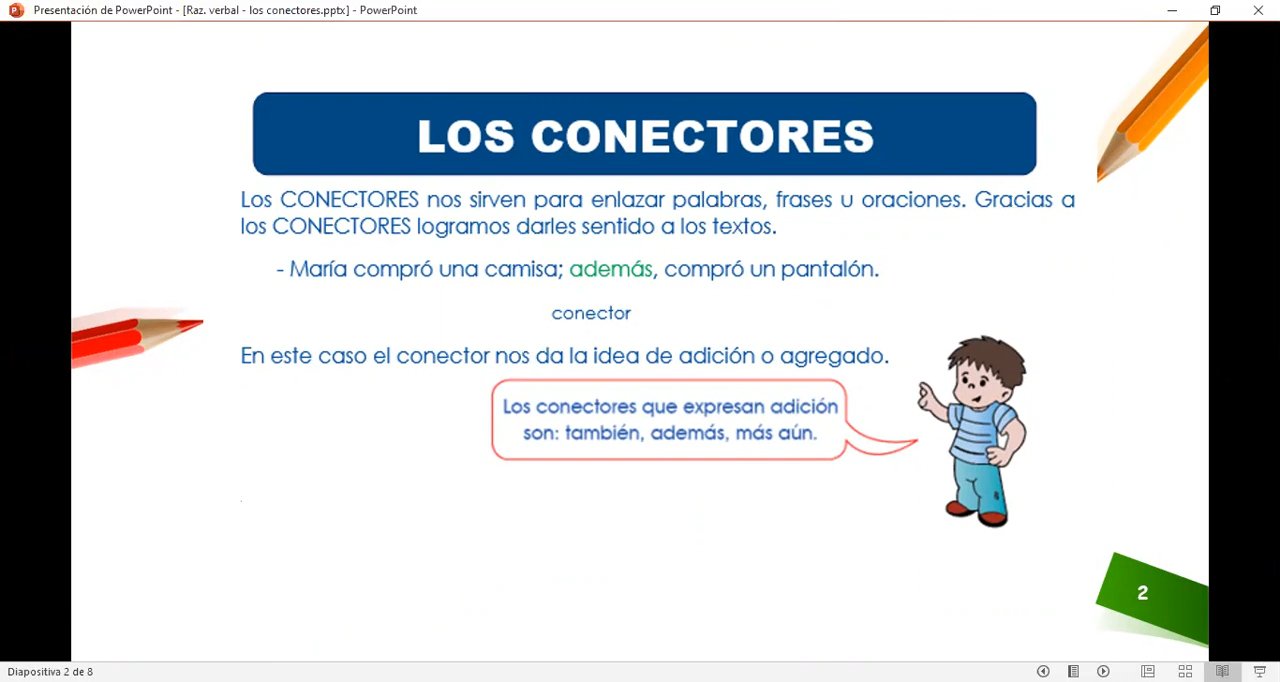 Presentación de PowerPoint - [Raz. verbal - los conectores.pptx] - PowerPoint
LOS CONECTORES
Los CONECTORES nos sirven para enlazar palabras, frases u oraciones. Gracias a
los CONECTORES logramos darles sentido a los textos.
- María compró una camisa; además, compró un pantalón.
conector
En este caso el conector nos da la idea de adición o agregado.
Los conectores que expresan adición
son: también, además, más aún.
2
Diapositiva 2 de 8